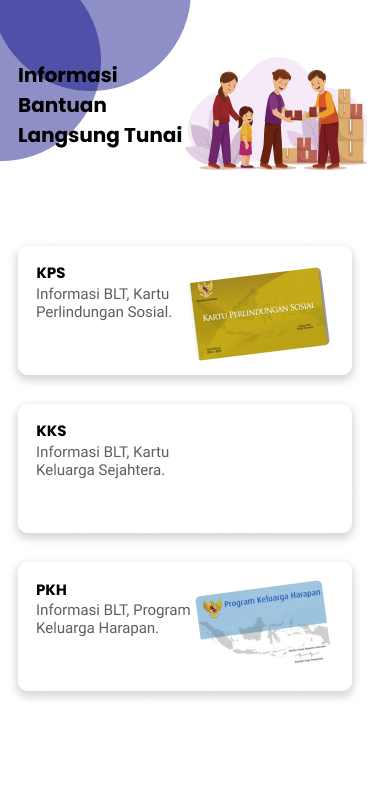 Informasi
Bantuan
Langsung Tunai
KPS
Informasi BLT, Kartu
Perlindungan Sosial.
KARTU PERLINDUNGAN SOSIAL
KKS
Informasi BLT, Kartu
Keluarga Sejahtera.
PKH
Informasi BLT, Program
Keluarga Harapan.
Program Keluarga Harapan